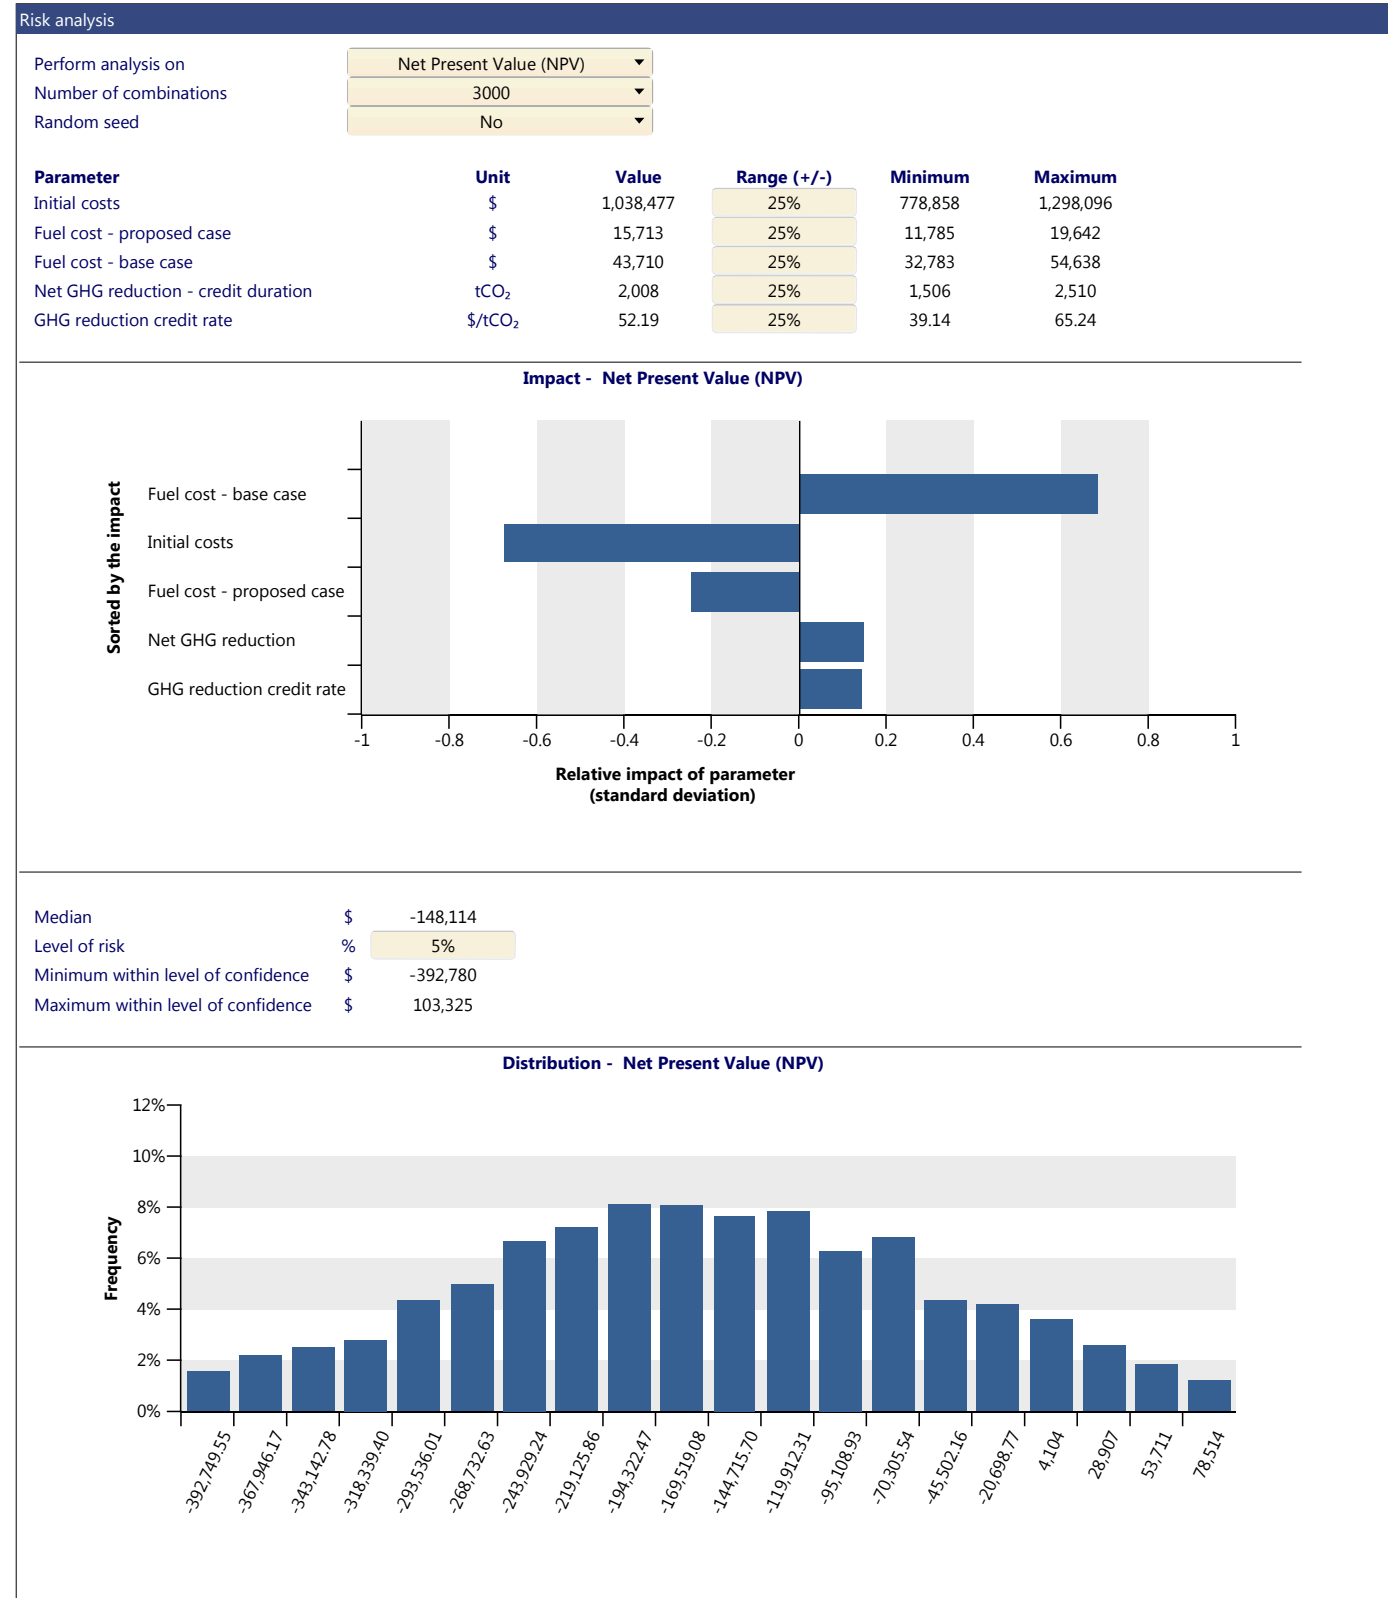 Risk analysis
Perform analysis on Net Present Value (NPV)
Number of combinations 3000
Random seed No
Parameter Unit Value Range (+/-) Minimum Maximum
Initial costs $ 1,038,477 25% 778,858 1,298,096
Fuel cost - proposed case $ 15,713 25% 11,785 19,642
Fuel cost - base case $ 43,710 25% 32,783 54,638
Net GHG reduction - credit duration tCO₂ 2,008 25% 1,506 2,510
GHG reduction credit rate $/tCO₂ 52.19 25% 39.14 65.24
Impact - Net Present Value (NPV)
Sorted by the impact
Fuel cost - base case
Initial costs
Fuel cost - proposed case
Net GHG reduction
GHG reduction credit rate
-1 -0.8 -0.6 -0.4 -0.2 0 0.2 0.4 0.6 0.8 1
Relative impact of parameter
(standard deviation)
Median $ -148,114
Level of risk % 5%
Minimum within level of confidence $ -392,780
Maximum within level of confidence $ 103,325
Distribution - Net Present Value (NPV)
Frequency
12%
10%
8%
6%
4%
2%
0%
-392,749.55 -367,946.17 -343,142.78 -318,339.40 -293,536.01 -268,732.63 -243,929.24 -219,125.86 -194,322.47 -169,519.08 -144,715.70 -119,912.31 -95,108.93 -70,305.54 -45,502.16 -20,698.77 4,104 28,907 53,711 78,514